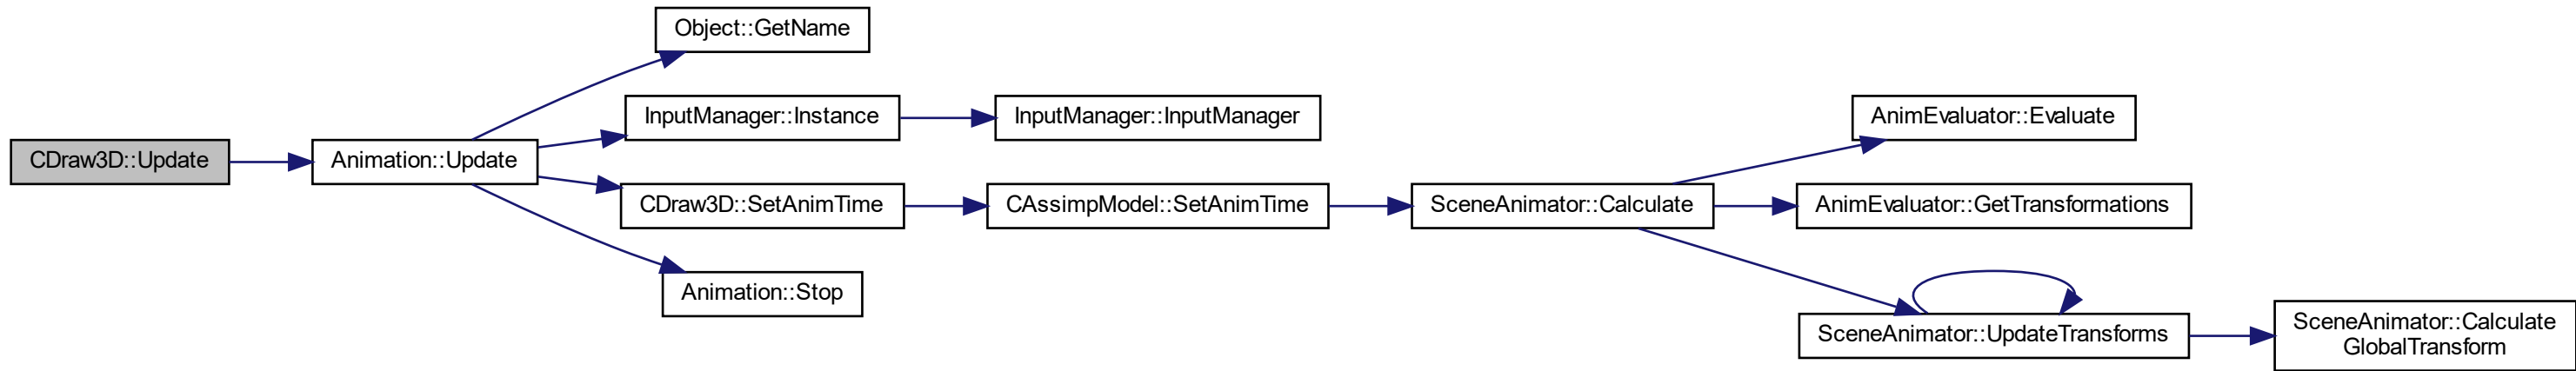 CDraw3D::Update
Animation::Update
Object::GetName
InputManager::Instance
InputManager::InputManager
CDraw3D::SetAnimTime
CAssimpModel::SetAnimTime
SceneAnimator::Calculate
AnimEvaluator::Evaluate
AnimEvaluator::GetTransformations
SceneAnimator::UpdateTransforms
SceneAnimator::Calculate
GlobalTransform
Animation::Stop